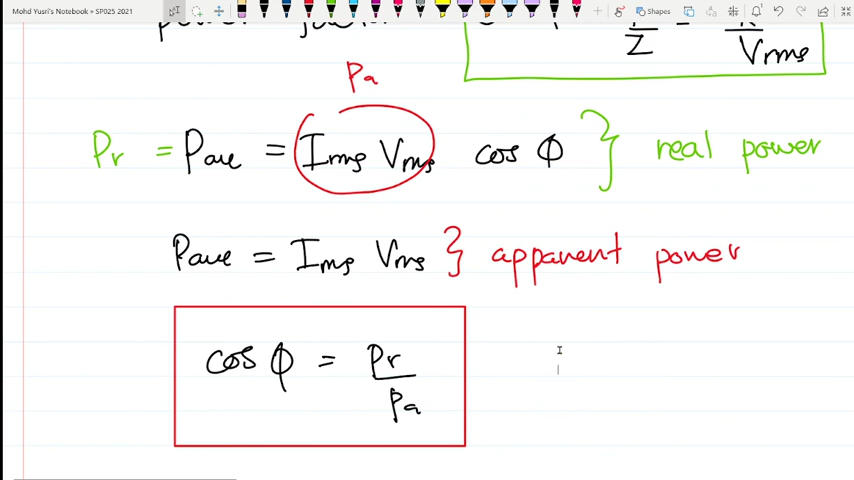 Mohd Yusri's Notebook » SP025 2021
Shapes
Z
Vrms
Pa
Pr = Pave = Irms Vrms cos Φ } real power
Pave = Irms Vrms } apparent power
cos Φ = Pr
Pa